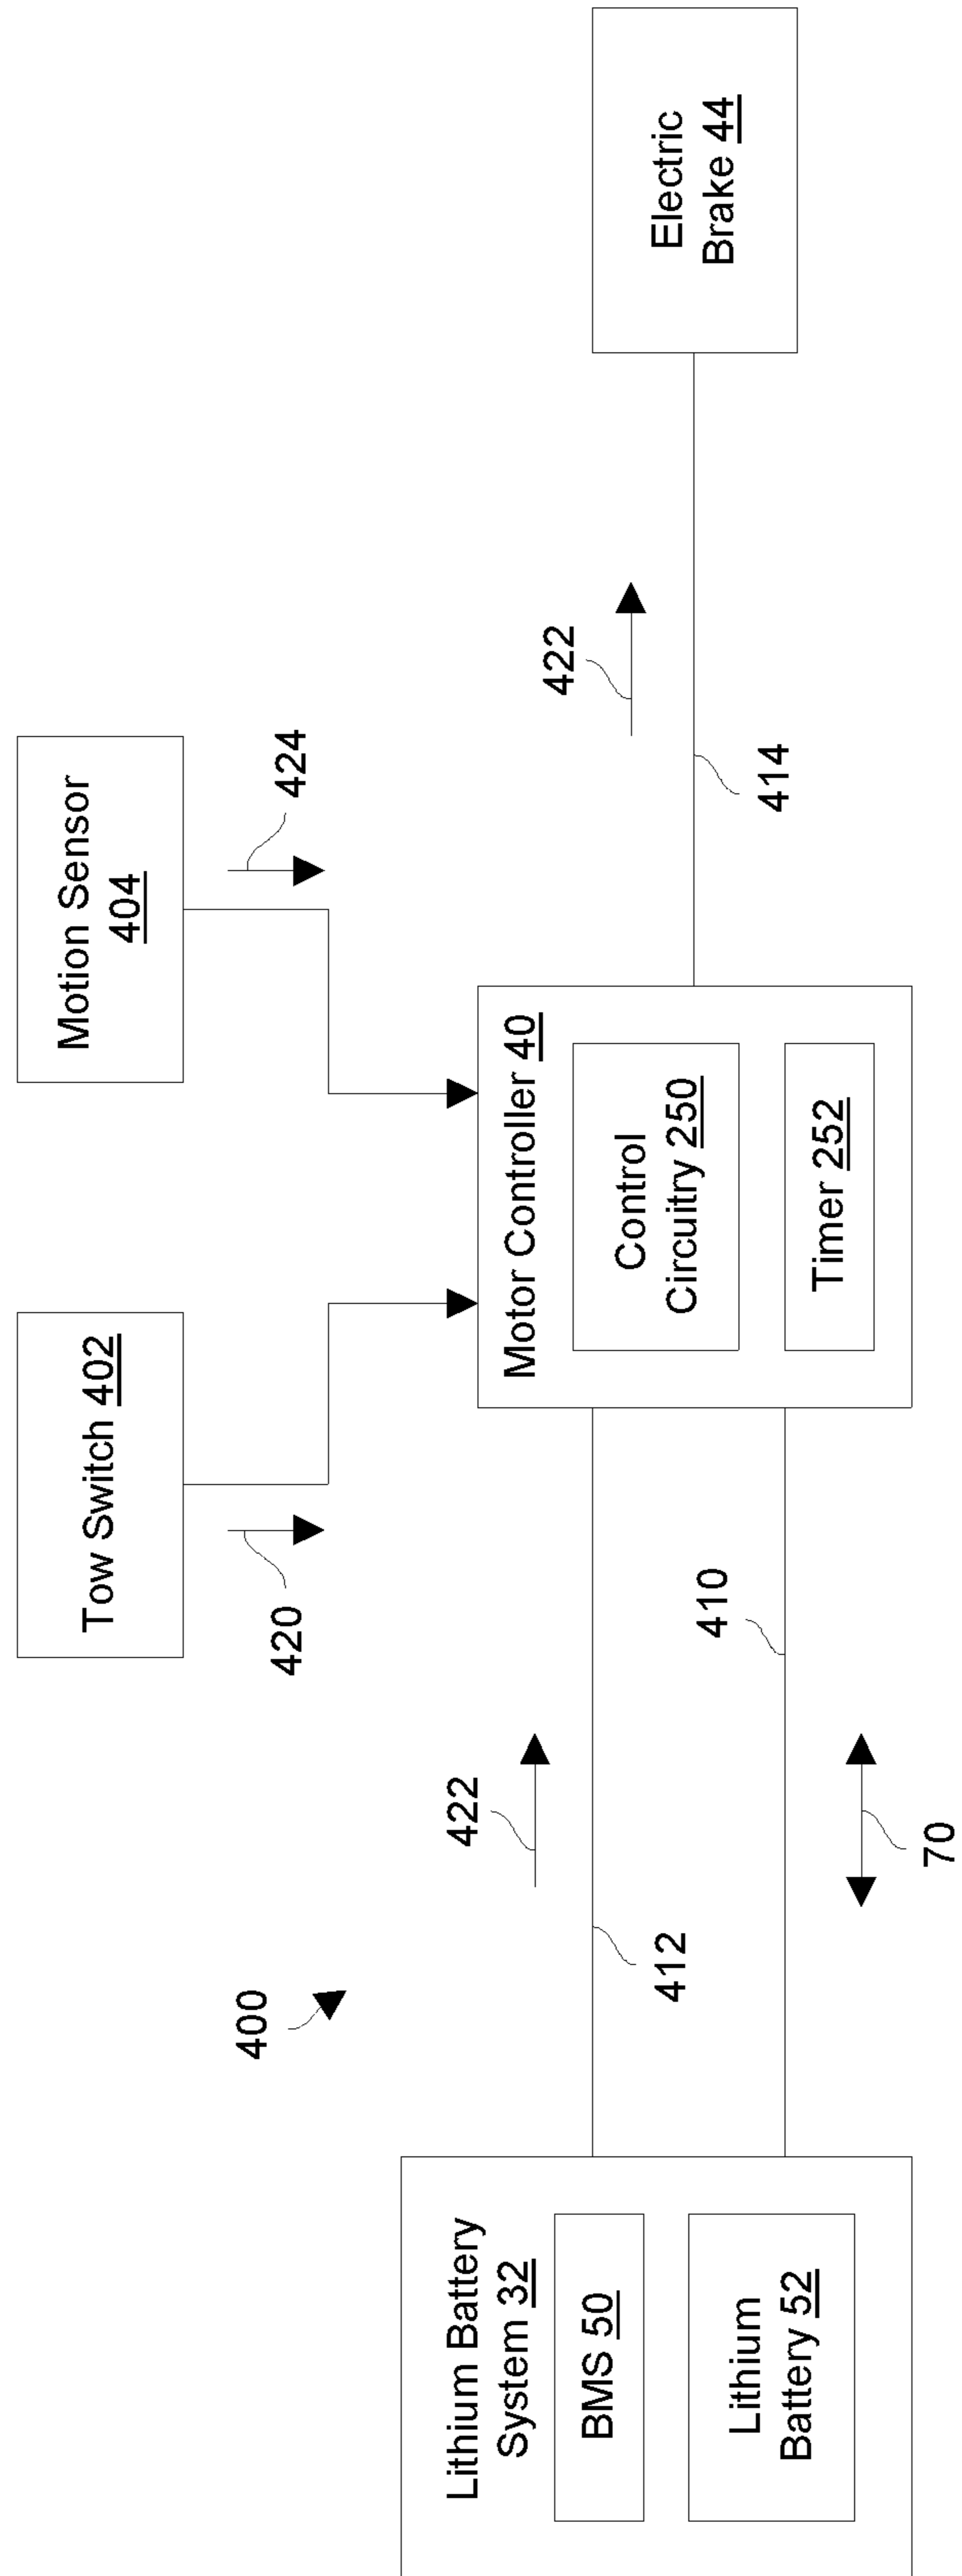 Tow Switch 402
Motion Sensor
404
420
424
400
422
422
Lithium Battery
System 32
BMS 50
Lithium
Battery 52
412
410
70
Motor Controller 40
Control
Circuitry 250
Timer 252
414
Electric
Brake 44